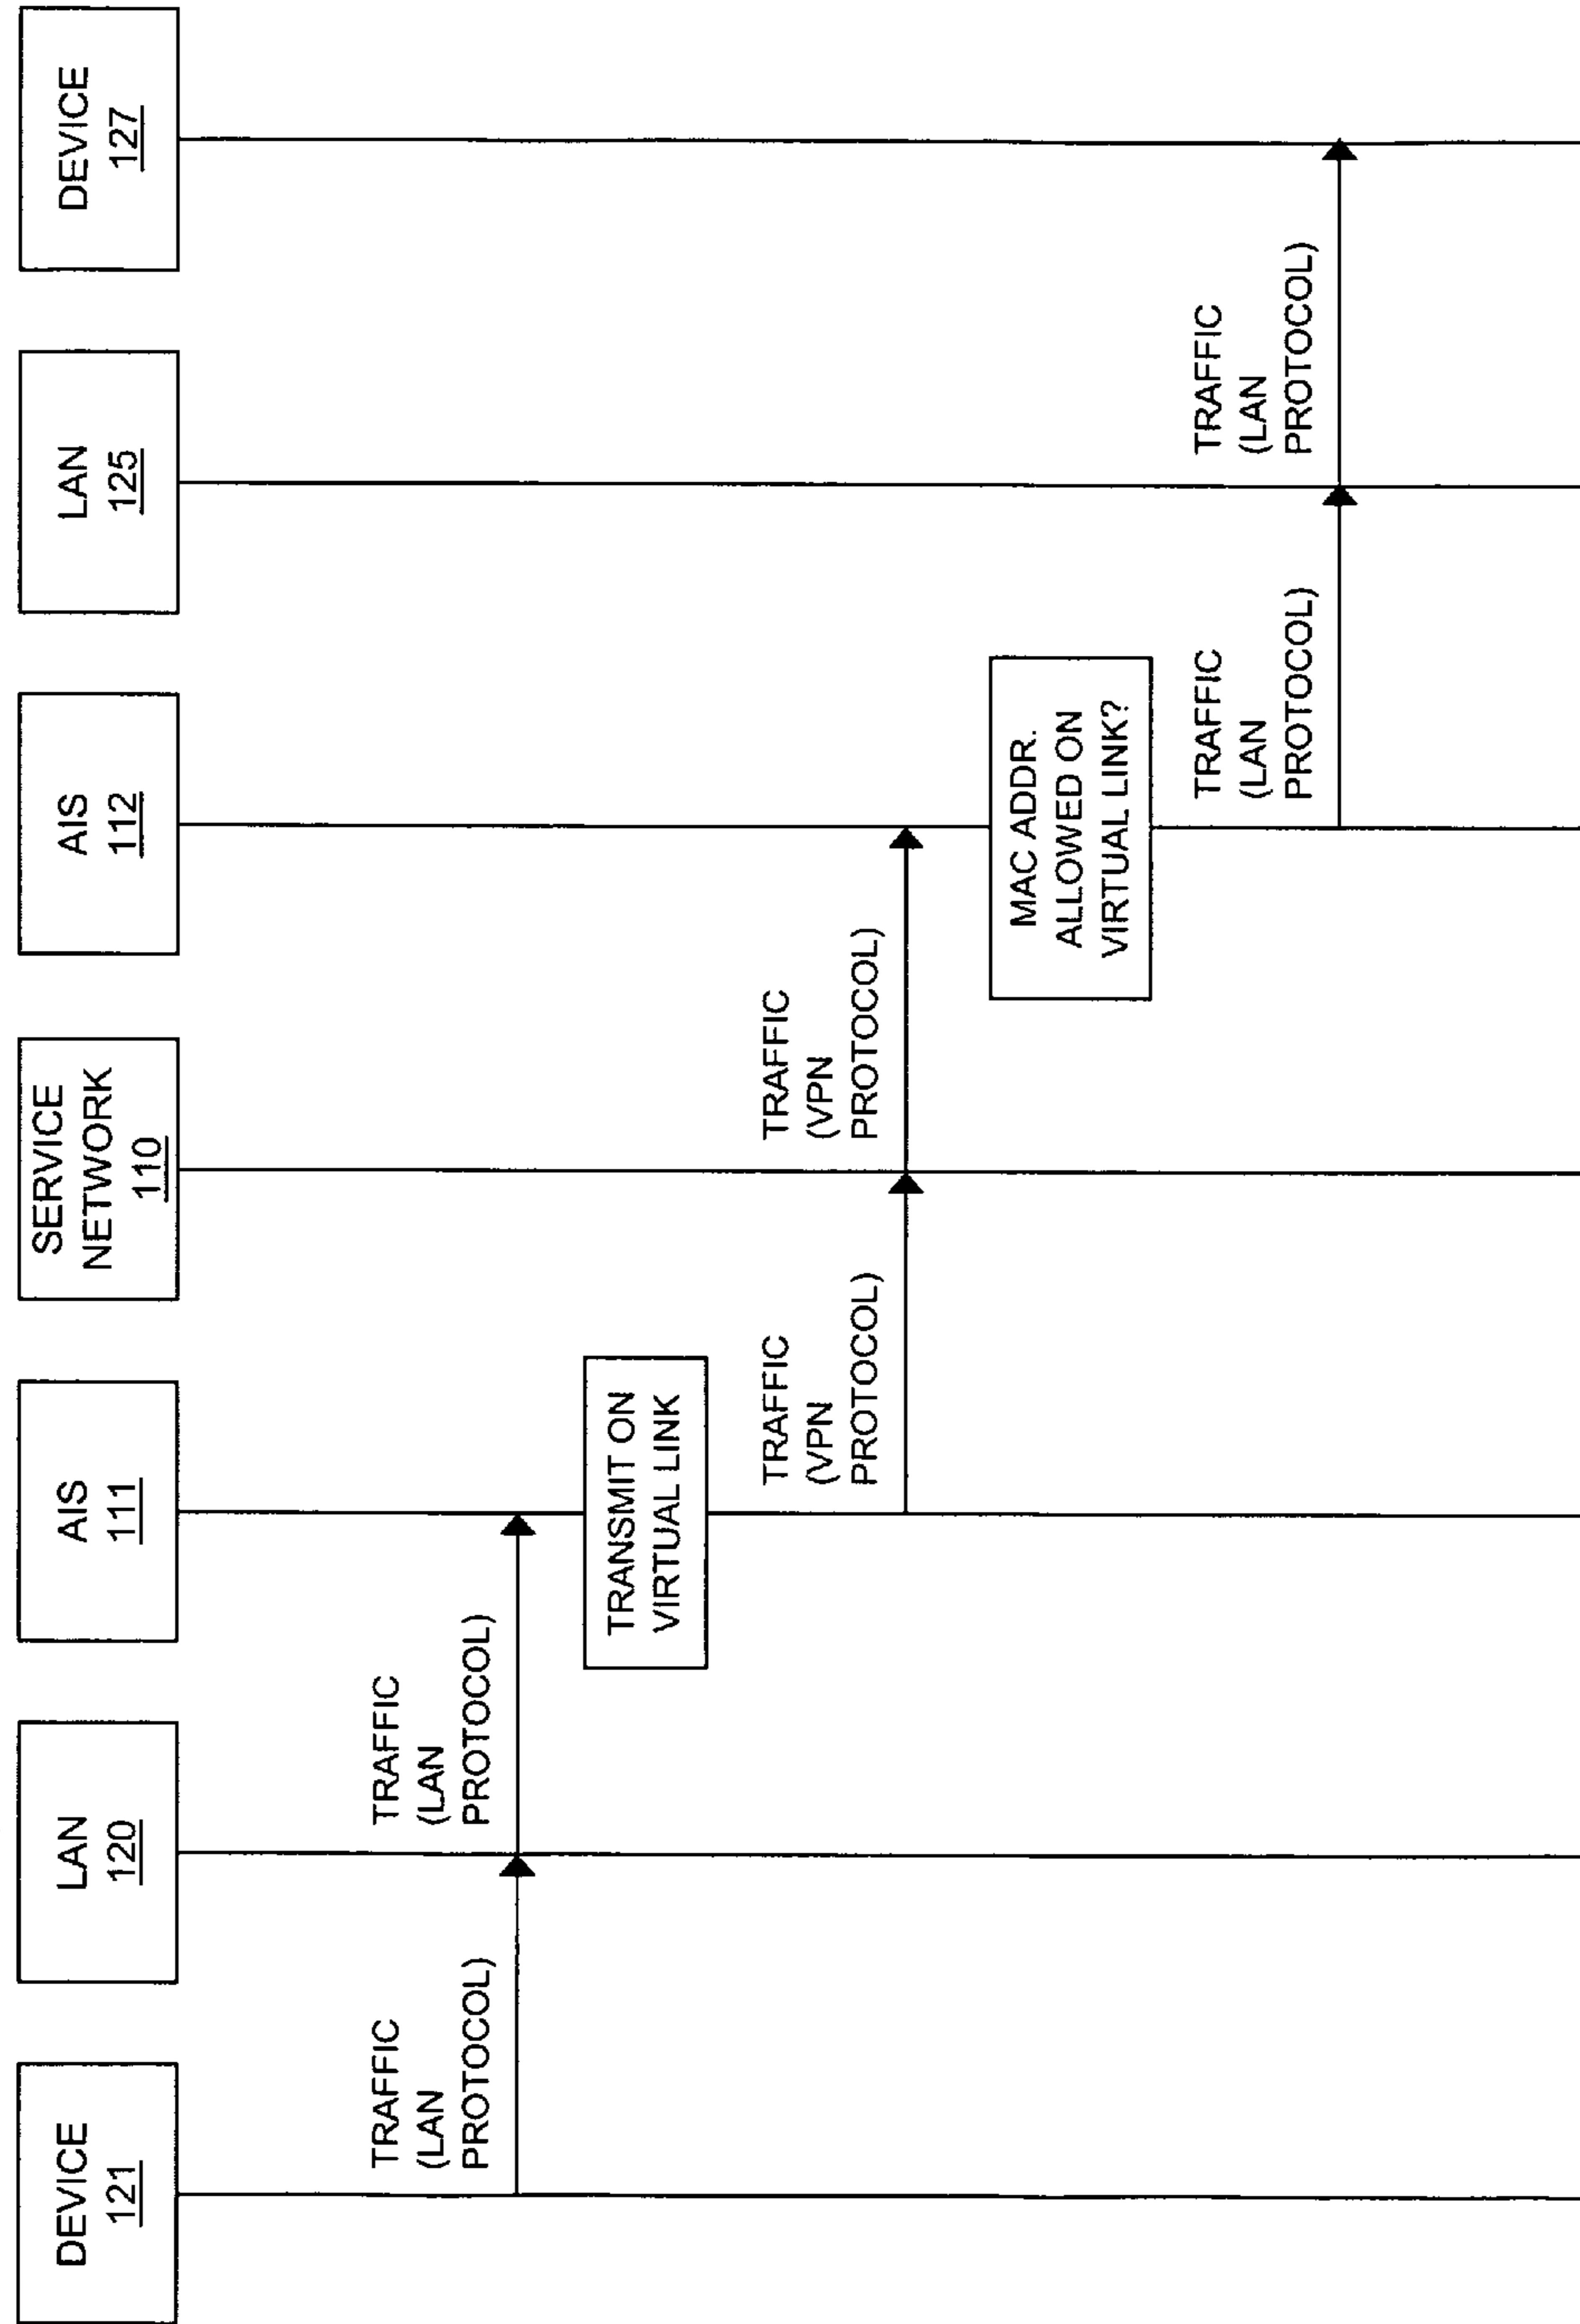 DEVICE
121
LAN
120
AIS
111
SERVICE
NETWORK
110
AIS
112
LAN
125
DEVICE
127
TRAFFIC
(LAN
PROTOCOL)
TRAFFIC
(LAN
PROTOCOL)
TRANSMIT ON
VIRTUAL LINK
TRAFFIC
(VPN
PROTOCOL)
TRAFFIC
(VPN
PROTOCOL)
MAC ADDR.
ALLOWED ON
VIRTUAL LINK?
TRAFFIC
(LAN
PROTOCOL)
TRAFFIC
(LAN
PROTOCOL)